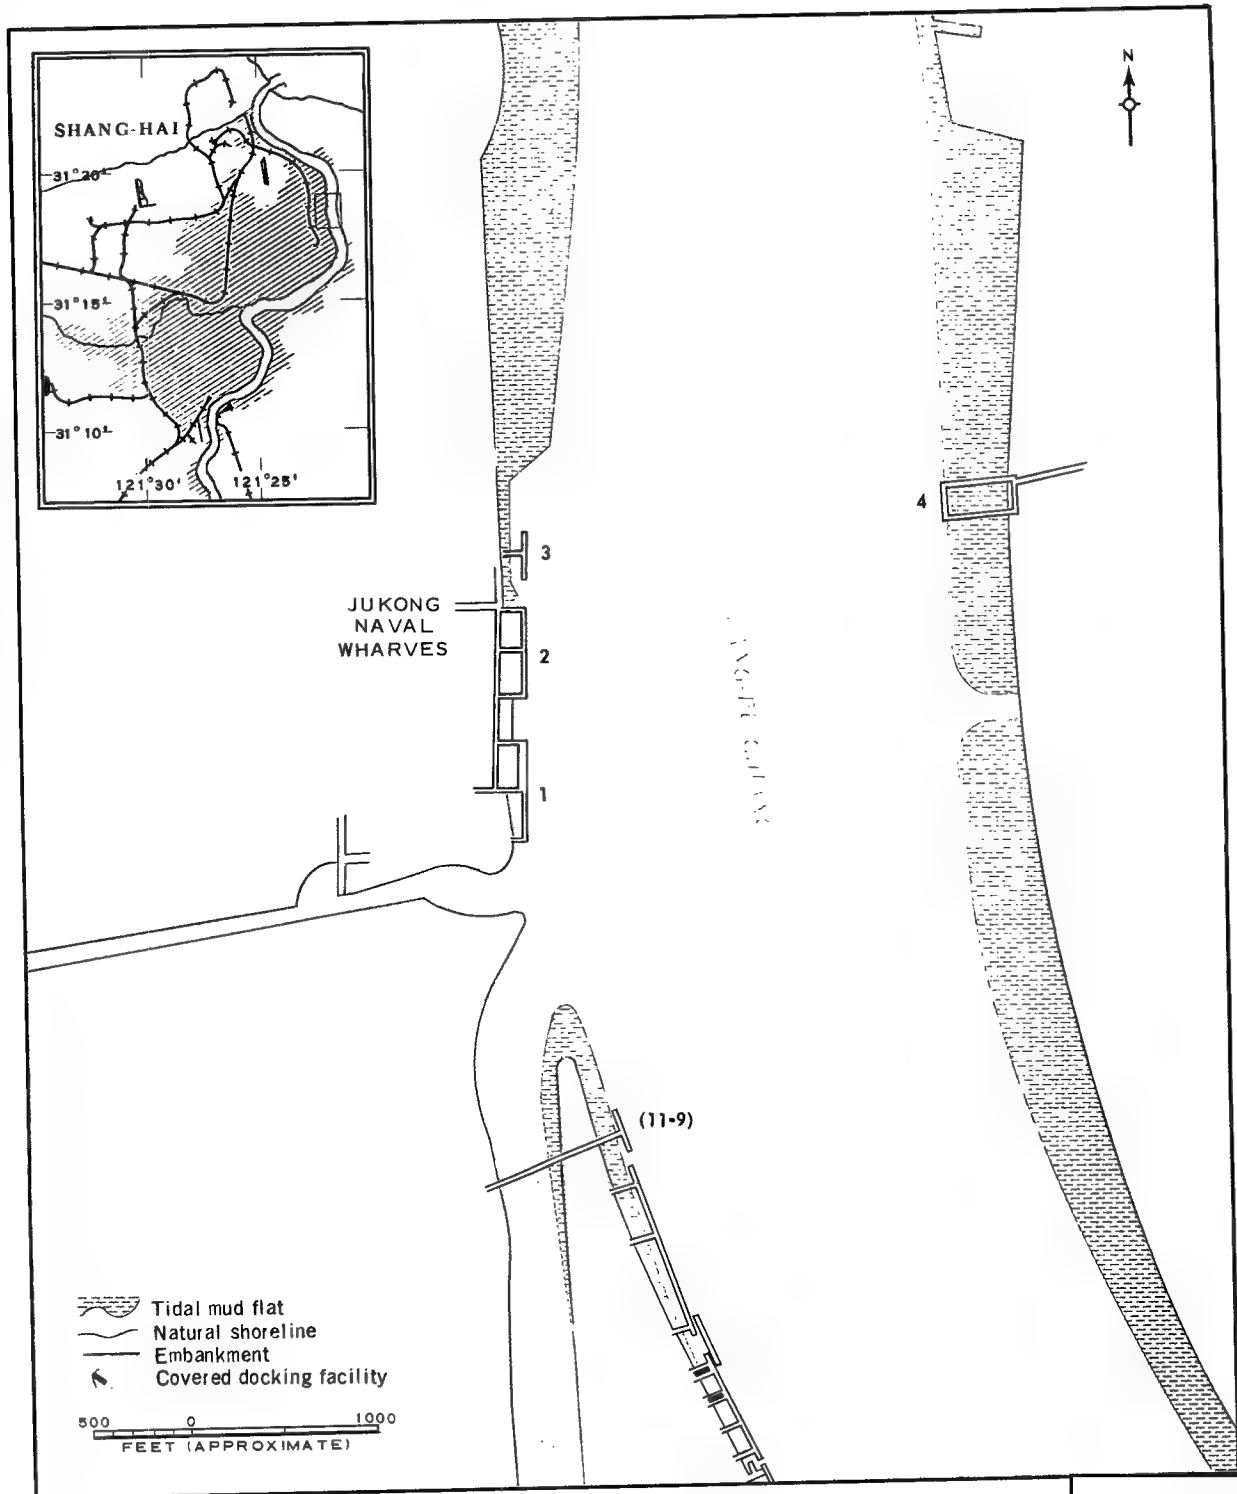 N
SHANG-HAI
31°20'
31°15'
31°10'
121°30'
121°25'
4
3
JUKONG
NAVAL
WHARVES
2
1
(11-9)
Tidal mud flat
Natural shoreline
Embankment
Covered docking facility
500 0 1000
FEET (APPROXIMATE)